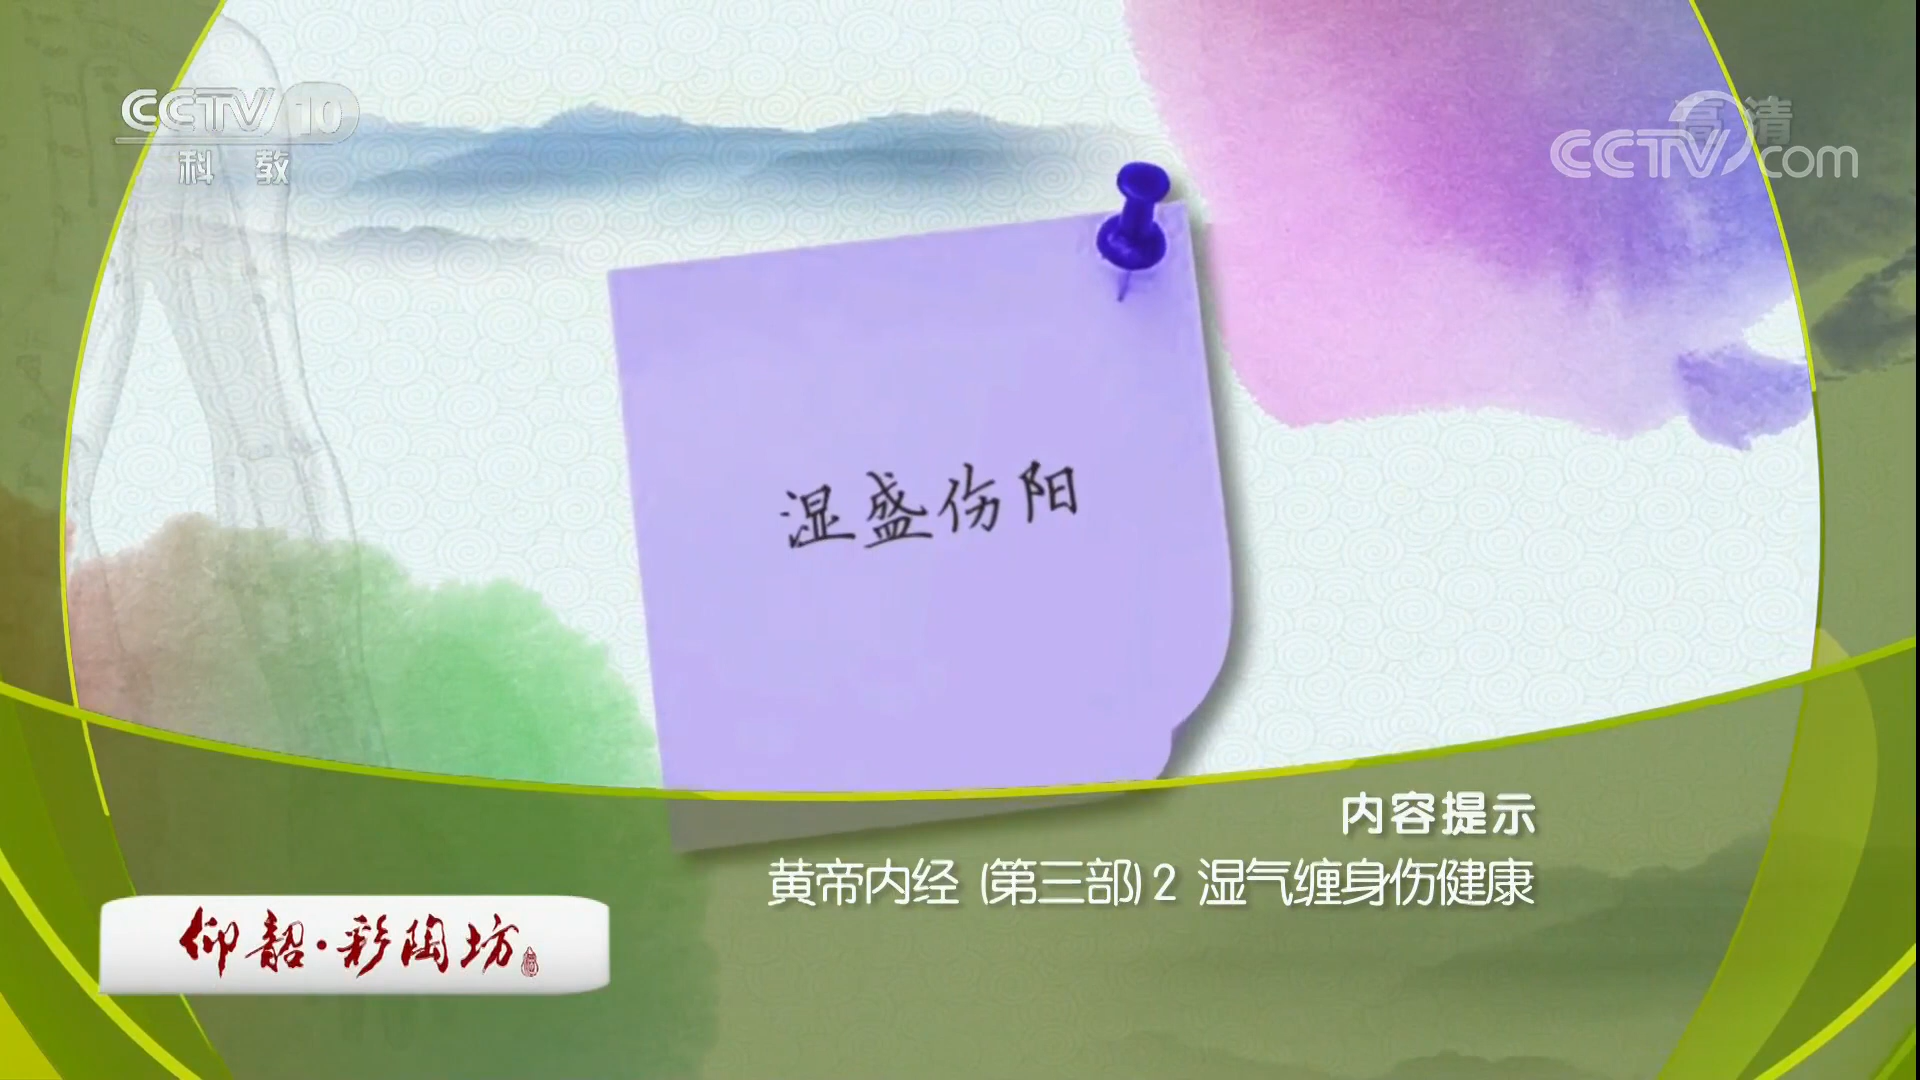 CCTV 10
科教
高清
CCTV.com
湿盛伤阳
内容提示
黄帝内经 (第三部) 2 湿气缠身伤健康
仰韶·彩陶坊